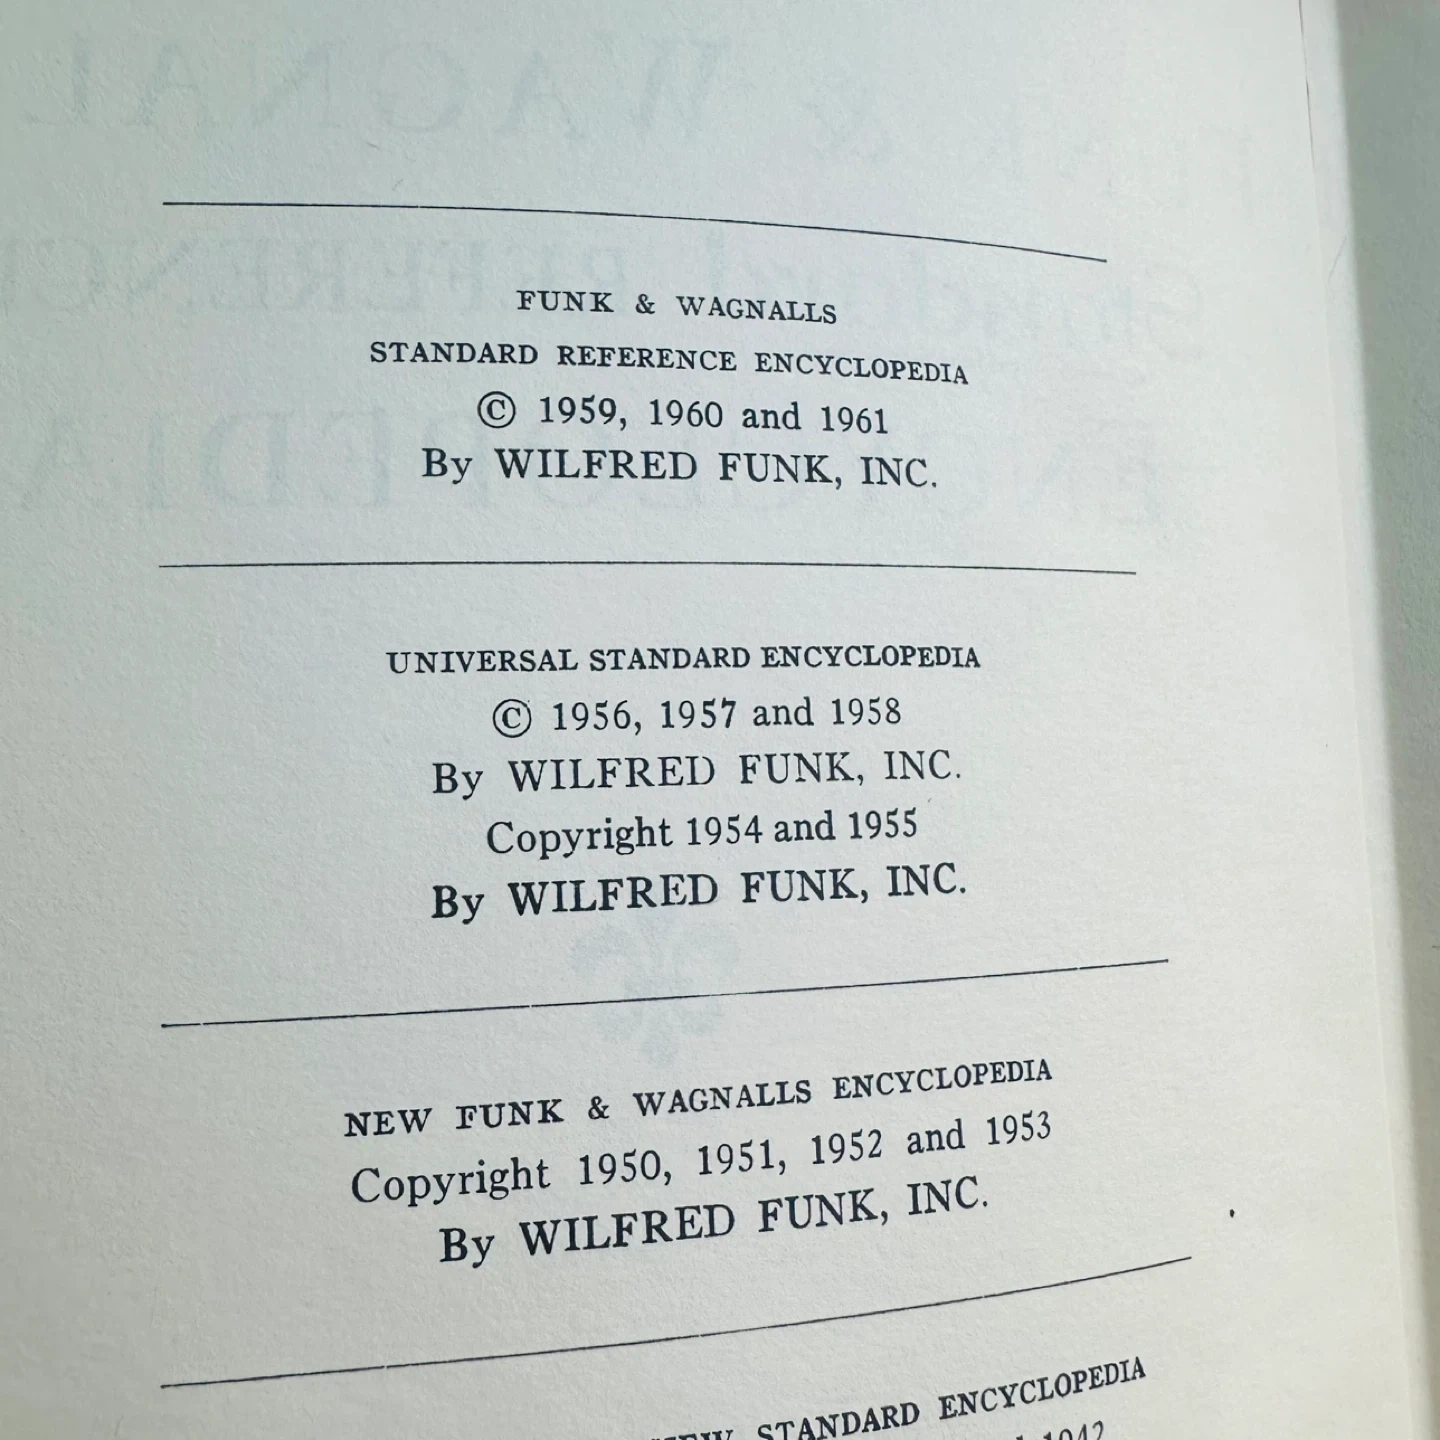 FUNK & WAGNALLS
STANDARD REFERENCE ENCYCLOPEDIA
© 1959, 1960 and 1961
By WILFRED FUNK, INC.
UNIVERSAL STANDARD ENCYCLOPEDIA
© 1956, 1957 and 1958
By WILFRED FUNK, INC.
Copyright 1954 and 1955
By WILFRED FUNK, INC.
NEW FUNK & WAGNALLS ENCYCLOPEDIA
Copyright 1950, 1951, 1952 and 1953
By WILFRED FUNK, INC.
NEW STANDARD ENCYCLOPEDIA
1942